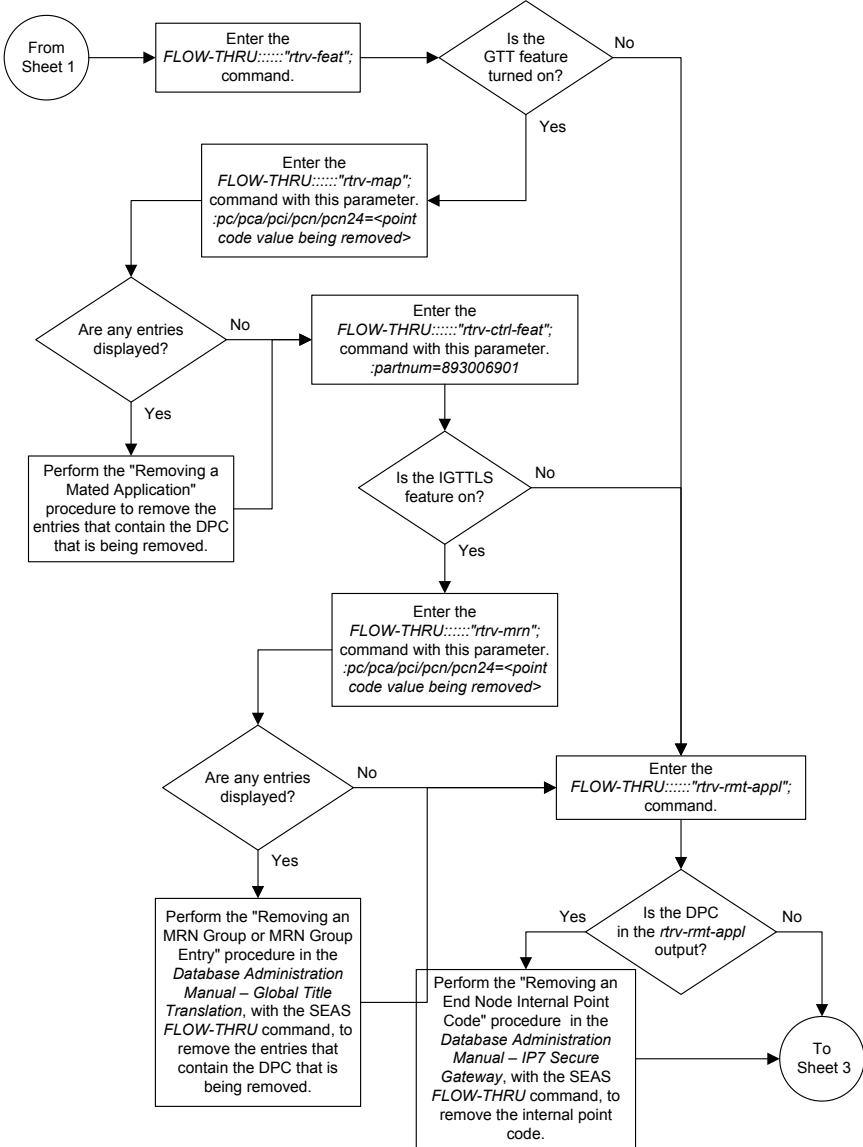 From
Sheet 1
Enter the
FLOW-THRU::::::"rtrv-feat";
command.
Is the
GTT feature
turned on?
No
Yes
Enter the
FLOW-THRU::::::"rtrv-map";
command with this parameter.
:pc/pca/pci/pcn/pcn24=<point
code value being removed>
Are any entries
displayed?
No
Yes
Enter the
FLOW-THRU::::::"rtrv-ctrl-feat";
command with this parameter.
:partnum=893006901
Perform the "Removing a
Mated Application"
procedure to remove the
entries that contain the DPC
that is being removed.
Is the IGTTLS
feature on?
No
Yes
Enter the
FLOW-THRU::::::"rtrv-mrn";
command with this parameter.
:pc/pca/pci/pcn/pcn24=<point
code value being removed>
Are any entries
displayed?
No
Yes
Enter the
FLOW-THRU::::::"rtrv-rmt-appl";
command.
Perform the "Removing an
MRN Group or MRN Group
Entry" procedure in the
Database Administration
Manual – Global Title
Translation, with the SEAS
FLOW-THRU command, to
remove the entries that
contain the DPC that is
being removed.
Is the DPC
in the rtrv-rmt-appl
output?
Yes
No
Perform the "Removing an
End Node Internal Point
Code" procedure in the
Database Administration
Manual – IP7 Secure
Gateway, with the SEAS
FLOW-THRU command, to
remove the internal point
code.
To
Sheet 3